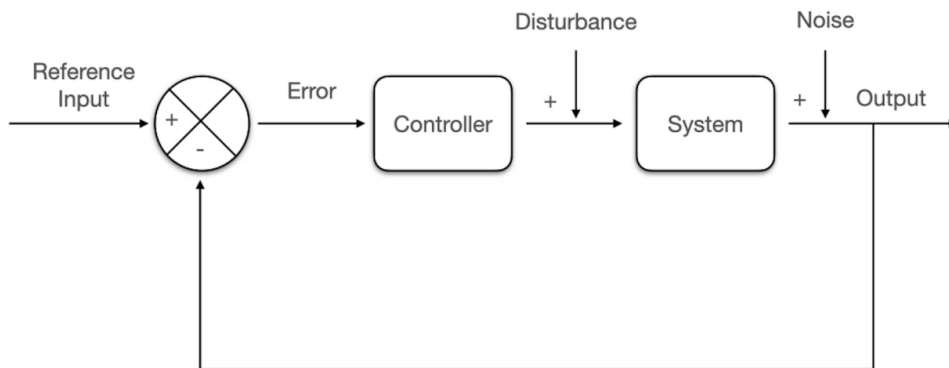 Disturbance
Noise
Reference
Input
Error
+
+
Output
+
Controller
System
-